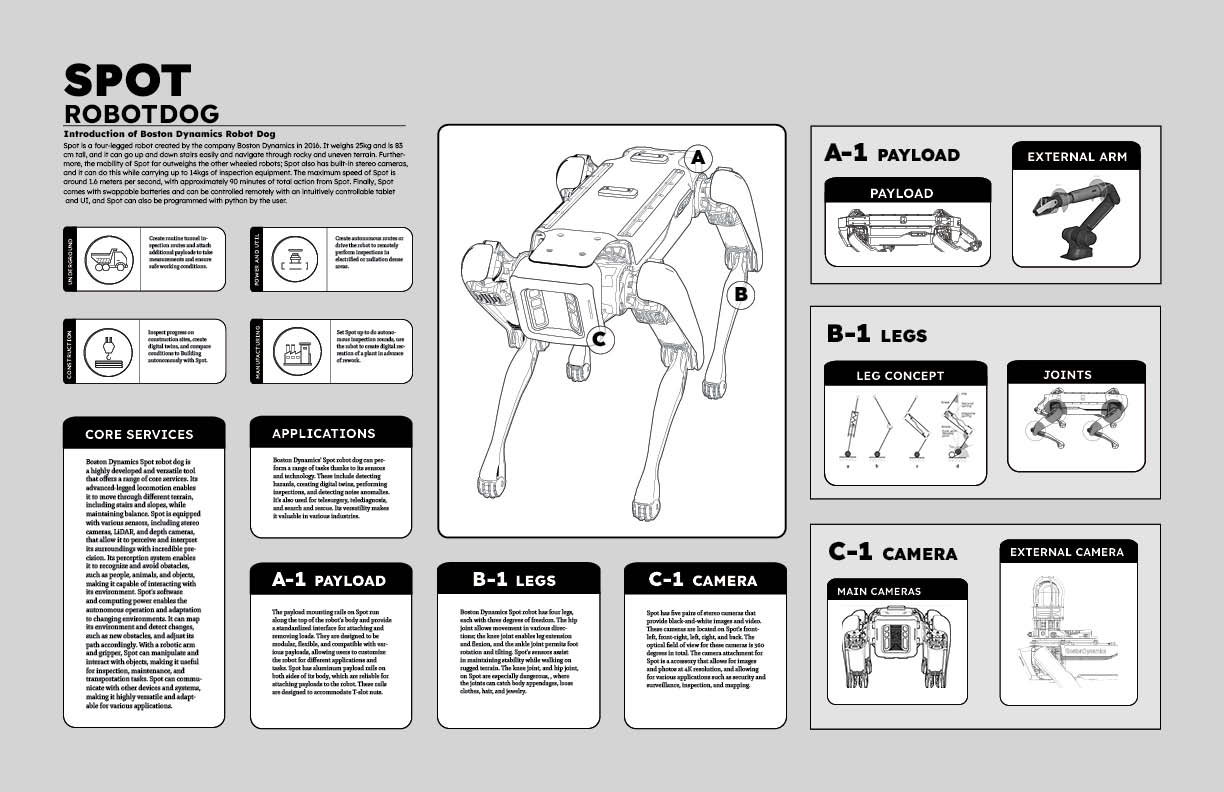 SPOT
ROBOTDOG
Introduction of Boston Dynamics Robot Dog
Spot is a four-legged robot created by the company Boston Dynamics in 2016. It weighs 25kg and is 83
cm tall, and it can go up and down stairs easily and navigate through rocky and uneven terrain. Further-
more, the mobility of Spot far outweighs the other wheeled robots; Spot also has built-in stereo cameras,
and it can do this while carrying up to 14kgs of inspection equipment. The maximum speed of Spot is
around 1.6 meters per second, with approximately 90 minutes of total action from Spot. Finally, Spot
comes with swappable batteries and can be controlled remotely with an intuitively controllable tablet
and UI, and Spot can also be programmed with python by the user.
UNDERGROUND
Create routine tunnel in-
spection routes and attach
additional payloads to take
measurements and ensure
safe working conditions.
POWER AND UTIL
Create autonomous routes or
drive the robot to remotely
perform inspections in
electrified or radiation dense
areas.
CONSTRUCTION
Inspect progress on
construction sites, create
digital twins, and compare
conditions to Building
autonomously with Spot.
MANUFACTURING
Set Spot up to do autono-
mous inspection rounds, use
the robot to create digital rec-
reation of a plant in advance
of rework.
CORE SERVICES
Boston Dynamics Spot robot dog is
a highly developed and versatile tool
that offers a range of core services. Its
advanced-legged locomotion enables
it to move through different terrain,
including stairs and slopes, while
maintaining balance. Spot is equipped
with various sensors, including stereo
cameras, LiDAR, and depth cameras,
that allow it to perceive and interpret
its surroundings with incredible pre-
cision. Its perception system enables
it to recognize and avoid obstacles,
such as people, animals, and objects,
making it capable of interacting with
its environment. Spot's software
and computing power enables the
autonomous operation and adaptation
to changing environments. It can map
its environment and detect changes,
such as new obstacles, and adjust its
path accordingly. With a robotic arm
and gripper, Spot can manipulate and
interact with objects, making it useful
for inspection, maintenance, and
transportation tasks. Spot can commu-
nicate with other devices and systems,
making it highly versatile and adapt-
able for various applications.
APPLICATIONS
Boston Dynamics' Spot robot dog can per-
form a range of tasks thanks to its sensors
and technology. These include detecting
hazards, creating digital twins, performing
inspections, and detecting noise anomalies.
It's also used for telesurgery, telediagnosis,
and search and rescue. Its versatility makes
it valuable in various industries.
A
B
C
A-1 PAYLOAD
The payload mounting rails on Spot run
along the top of the robot's body and provide
a standardized interface for attaching and
removing loads. They are designed to be
modular, flexible, and compatible with var-
ious payloads, allowing users to customize
the robot for different applications and
tasks. Spot has aluminum payload rails on
both sides of its body, which are reliable for
attaching payloads to the robot. These rails
are designed to accommodate T-slot nuts.
B-1 LEGS
Boston Dynamics Spot robot has four legs,
each with three degrees of freedom. The hip
joint allows movement in various direc-
tions; the knee joint enables leg extension
and flexion, and the ankle joint permits foot
rotation and tilting. Spot's sensors assist
in maintaining stability while walking on
rugged terrain. The knee joint, and hip joint,
on Spot are especially dangerous, , where
the joints can catch body appendages, loose
clothes, hair, and jewelry.
C-1 CAMERA
Spot has five pairs of stereo cameras that
provide black-and-white images and video.
These cameras are located on Spot's front-
left, front-right, left, right, and back. The
optical field of view for these cameras is 360
degrees in total. The camera attachment for
Spot is a accessory that allows for images
and photos at 4K resolution, and allowing
for various applications such as security and
surveillance, inspection, and mapping.
A-1 PAYLOAD
PAYLOAD
EXTERNAL ARM
B-1 LEGS
LEG CONCEPT
a b c d
JOINTS
C-1 CAMERA
MAIN CAMERAS
EXTERNAL CAMERA
BostonDynamics